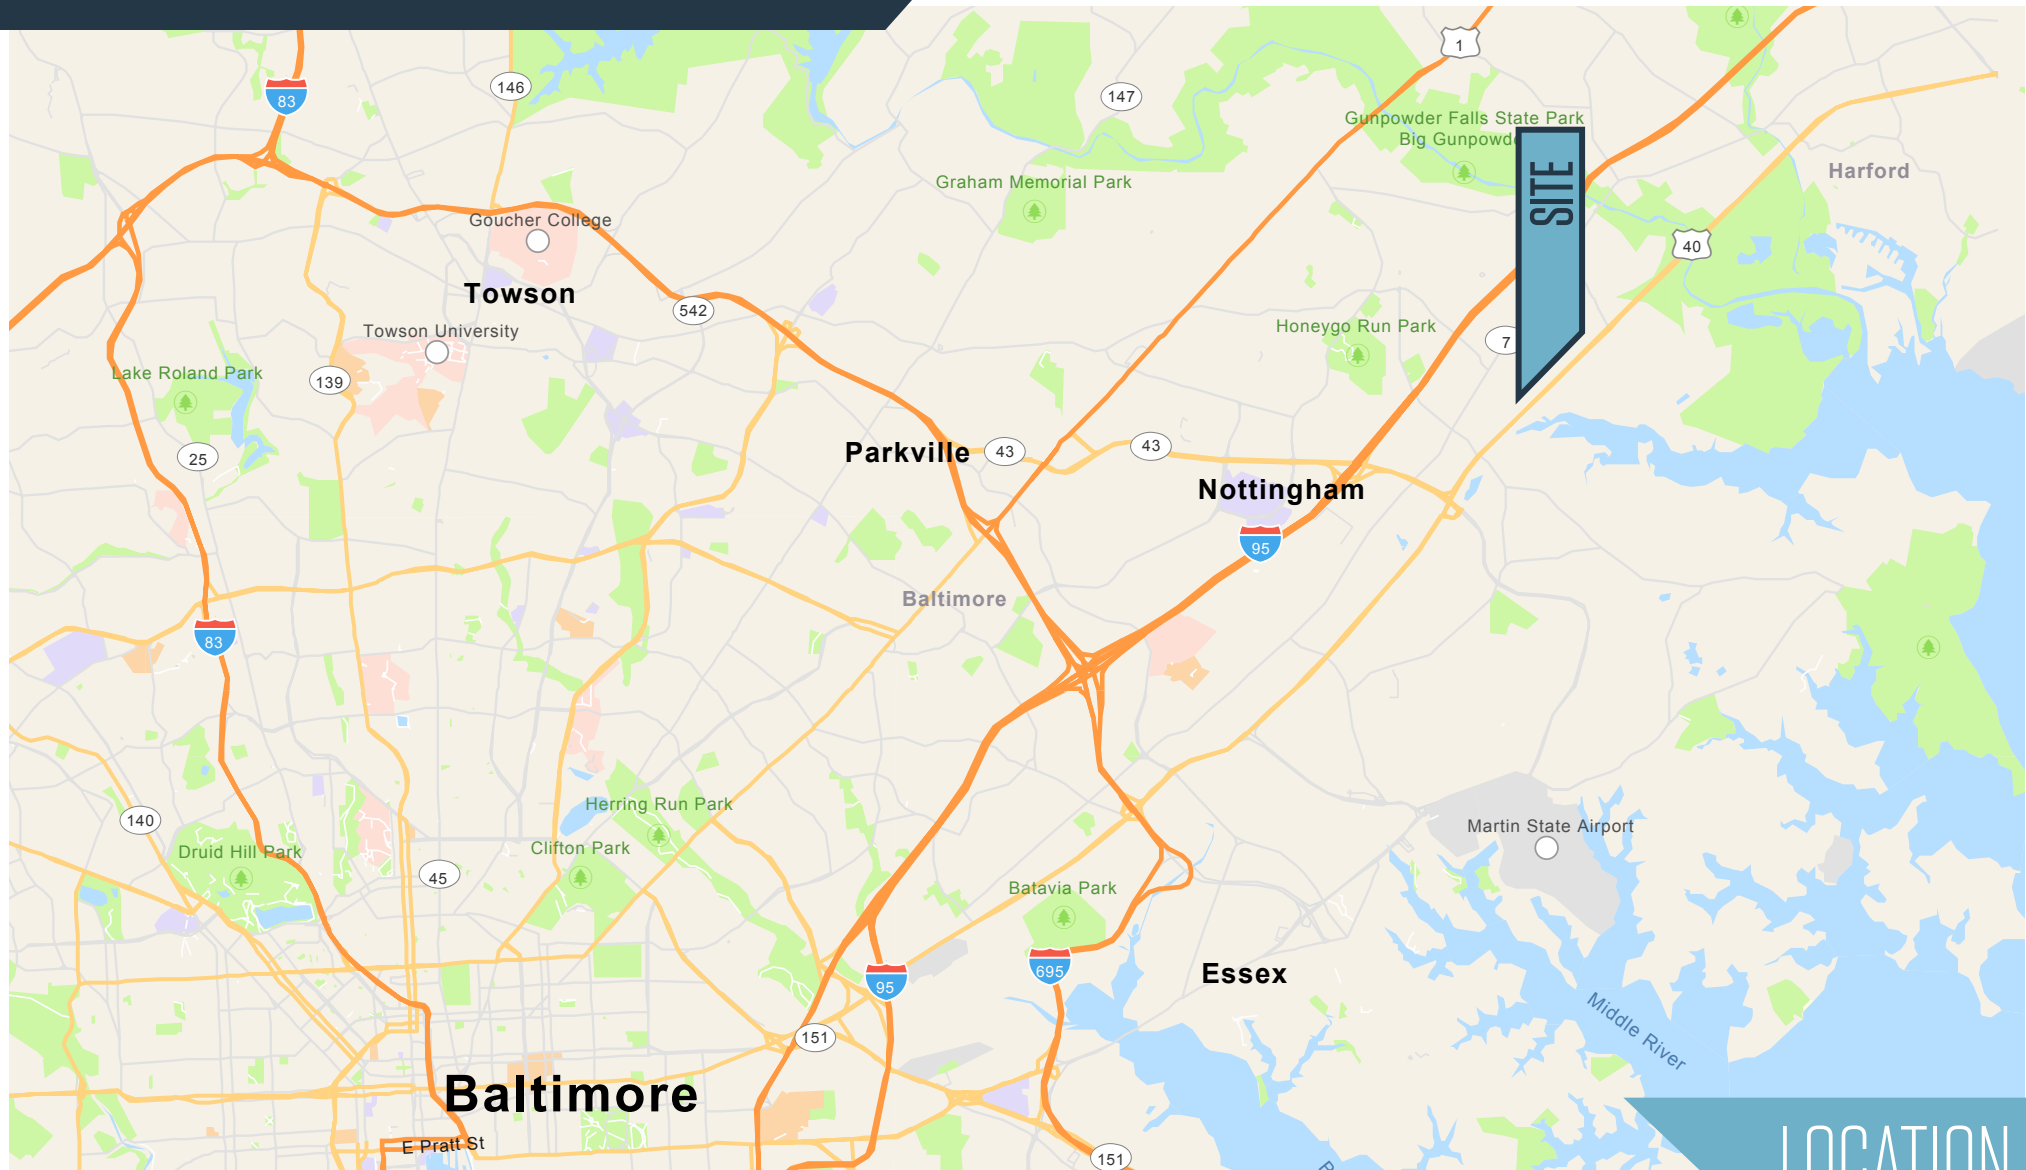 1
83
146
147
Gunpowder Falls State Park
Big Gunpowde
SITE
Harford
Graham Memorial Park
Goucher College
40
Towson
542
Towson University
Honeygo Run Park
7
Lake Roland Park
139
25
Parkville
43
43
Nottingham
95
Baltimore
83
Herring Run Park
140
Martin State Airport
Druid Hill Park
Clifton Park
45
Batavia Park
695
95
Essex
Middle River
151
Baltimore
E Pratt St
151
LOCATION